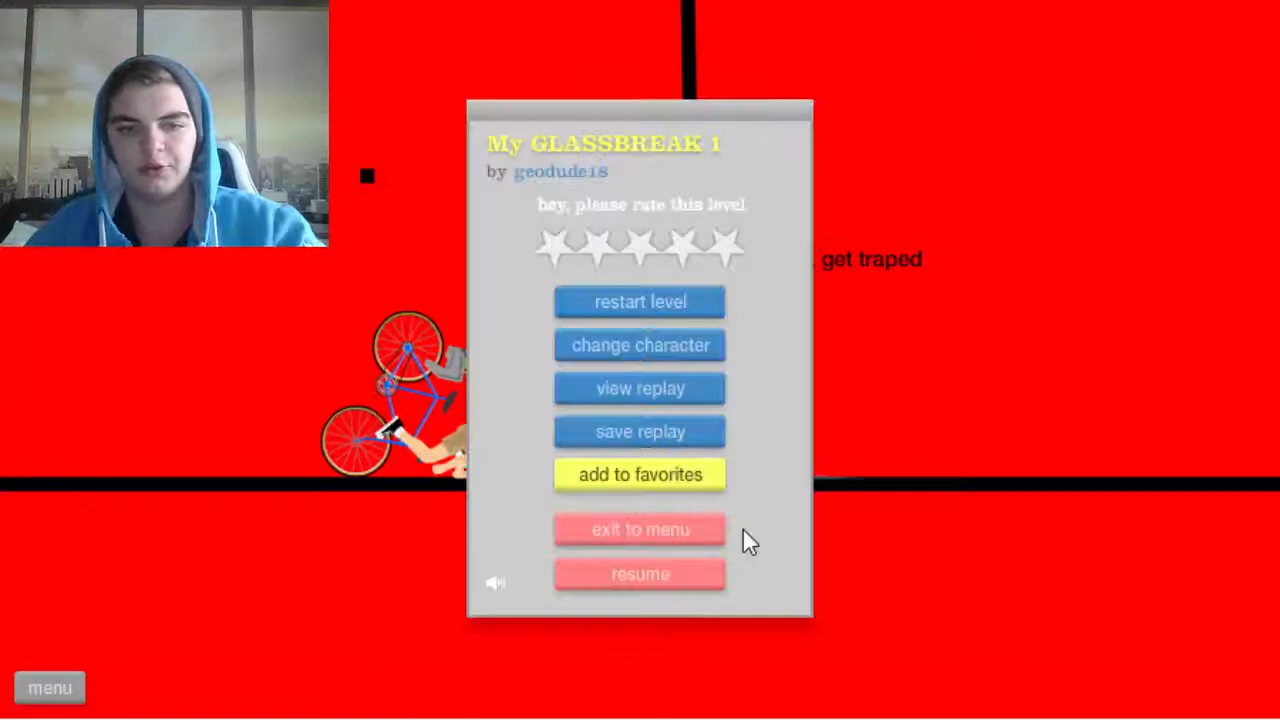 My GLASSBREAK 1
by geodude18
hey, please rate this level
get traped
restart level
change character
view replay
save replay
add to favorites
exit to menu
resume
menu